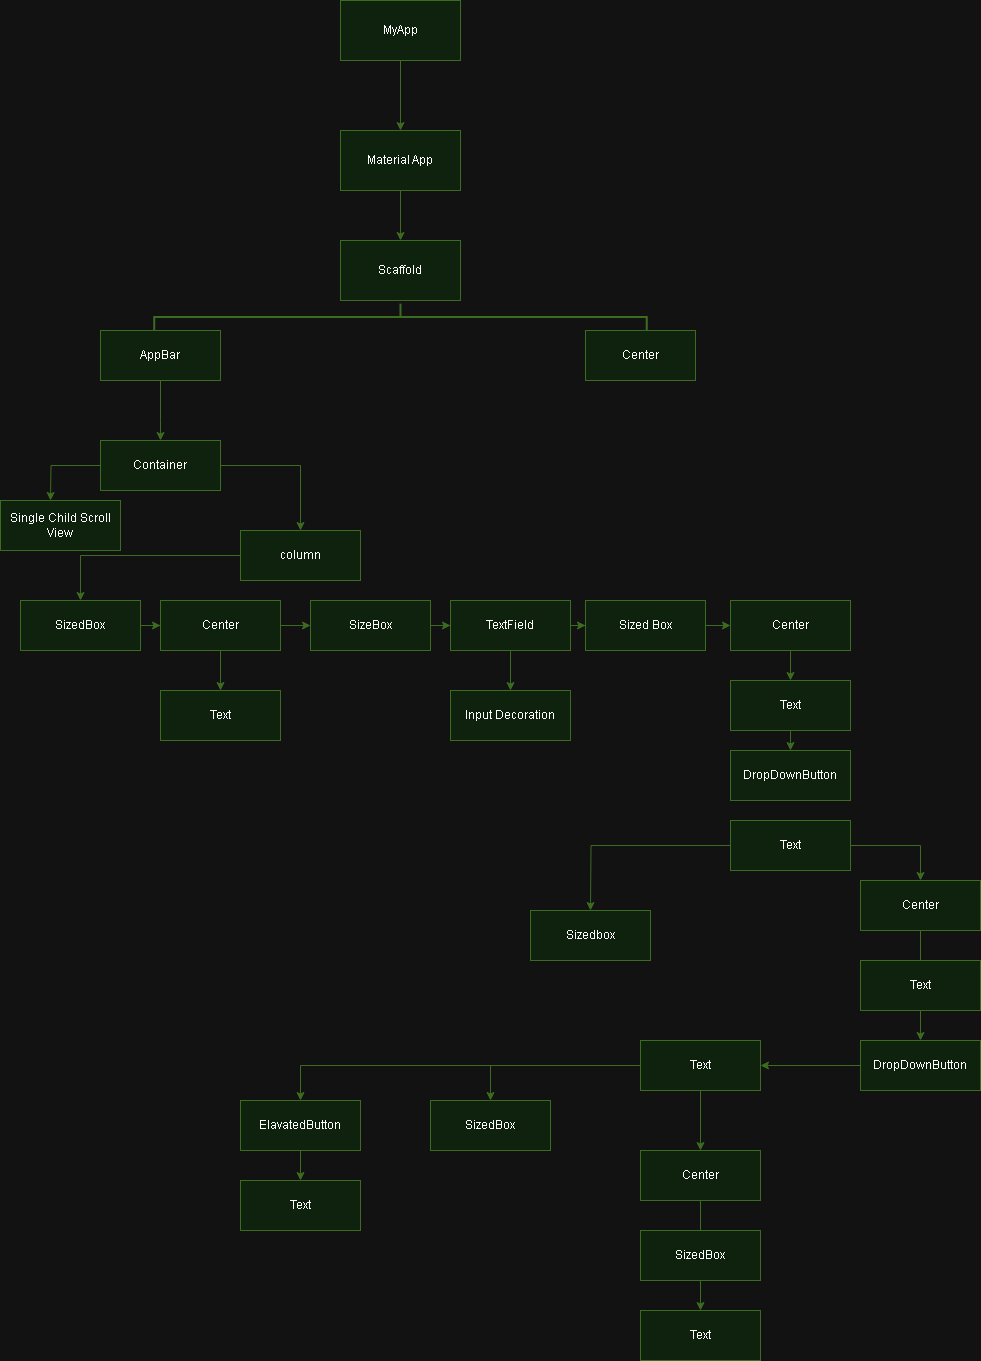 MyApp
Material App
Scaffold
AppBar
Center
Container
Single Child Scroll
View
column
SizedBox
Center
SizeBox
TextField
Sized Box
Center
Text
Input Decoration
Text
DropDownButton
Text
Center
Sizedbox
Text
Text
DropDownButton
ElavatedButton
SizedBox
Center
Text
SizedBox
Text